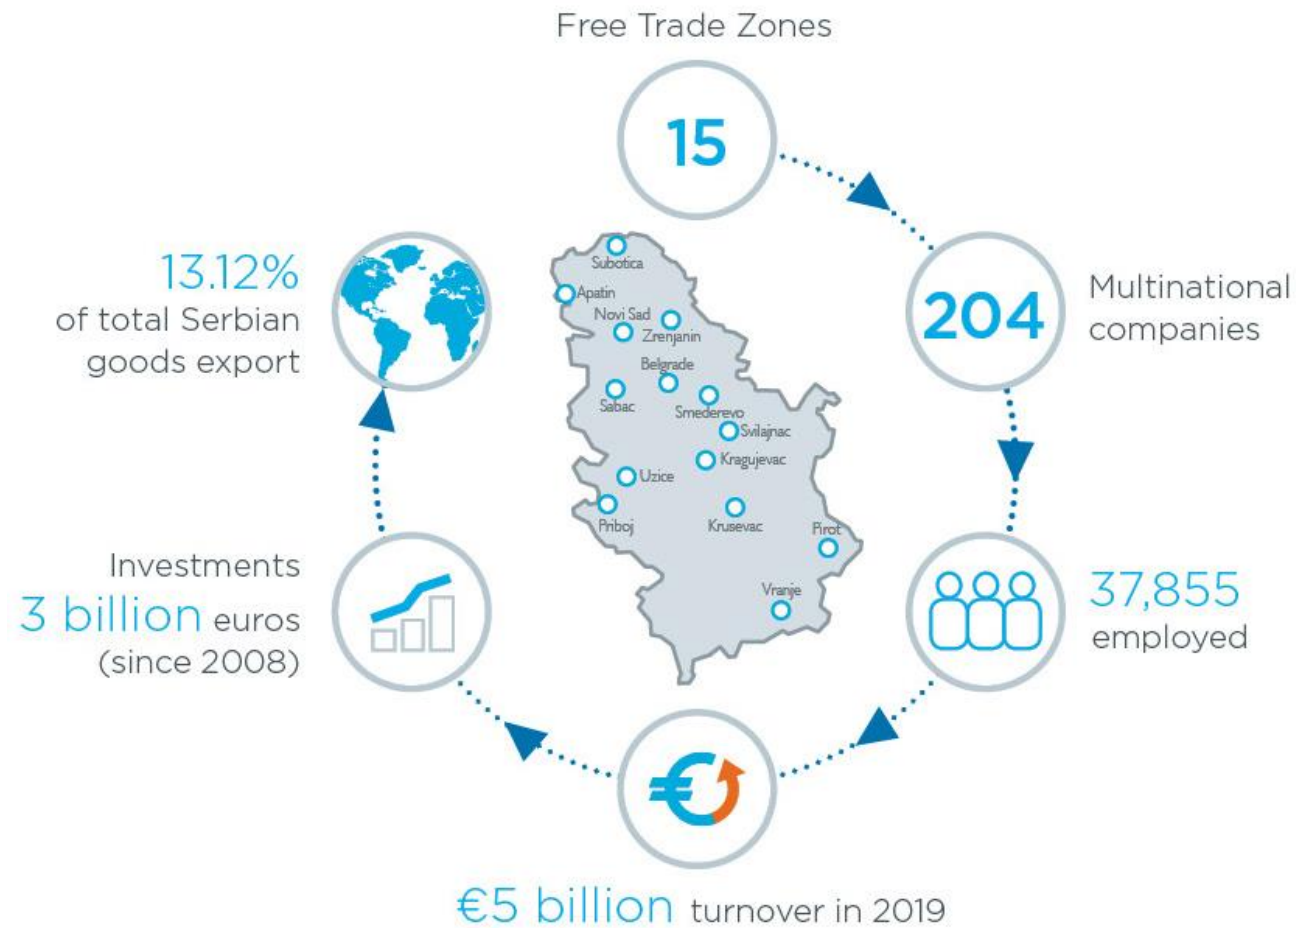 Free Trade Zones
15
204
Multinational
companies
37,855
employed
€5 billion turnover in 2019
Investments
3 billion euros
(since 2008)
13.12%
of total Serbian
goods export
Subotica
Apatin
Novi Sad
Zrenjanin
Belgrade
Sabac
Smederevo
Svilajnac
Kragujevac
Uzice
Priboj
Krusevac
Pirot
Vranje